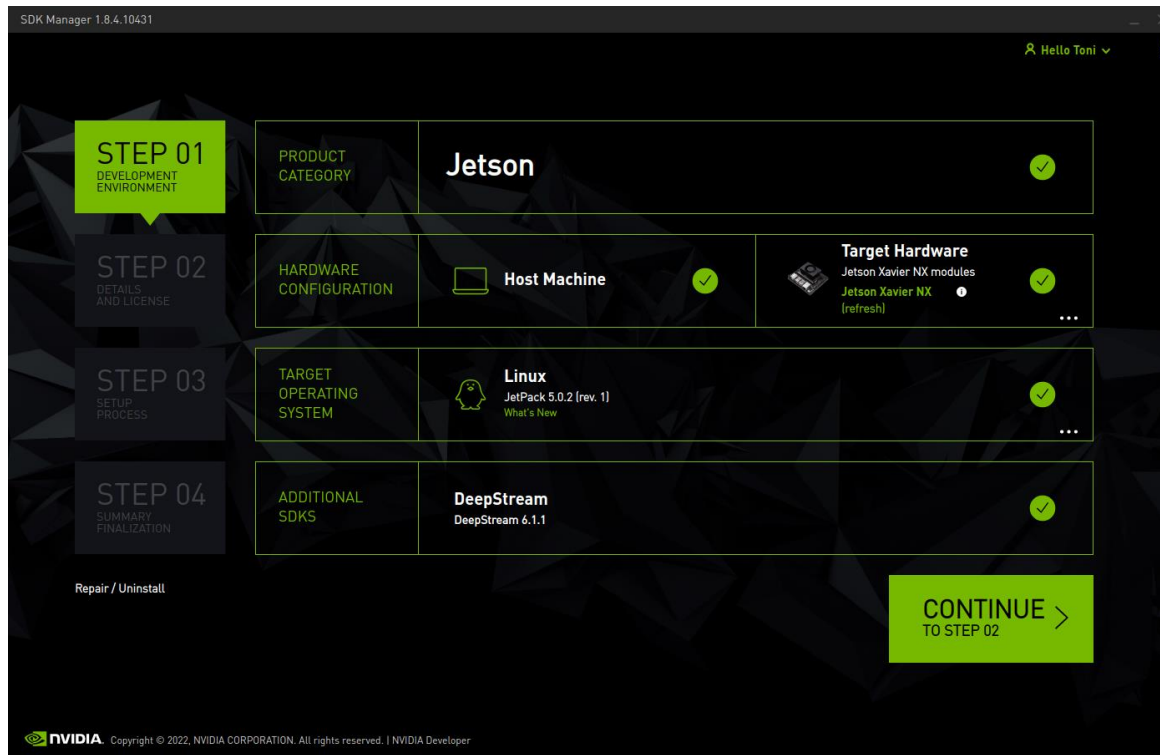 SDK Manager 1.8.4.10431
Hello Toni
STEP 01
DEVELOPMENT
ENVIRONMENT
PRODUCT
CATEGORY
Jetson
STEP 02
DETAILS
AND LICENSE
HARDWARE
CONFIGURATION
Host Machine
Target Hardware
Jetson Xavier NX modules
Jetson Xavier NX
(refresh)
...
STEP 03
SETUP
PROCESS
TARGET
OPERATING
SYSTEM
Linux
JetPack 5.0.2 (rev. 1)
What's New
...
STEP 04
SUMMARY
FINALIZATION
ADDITIONAL
SDKS
DeepStream
DeepStream 6.1.1
Repair / Uninstall
CONTINUE >
TO STEP 02
NVIDIA. Copyright © 2022, NVIDIA CORPORATION. All rights reserved. | NVIDIA Developer